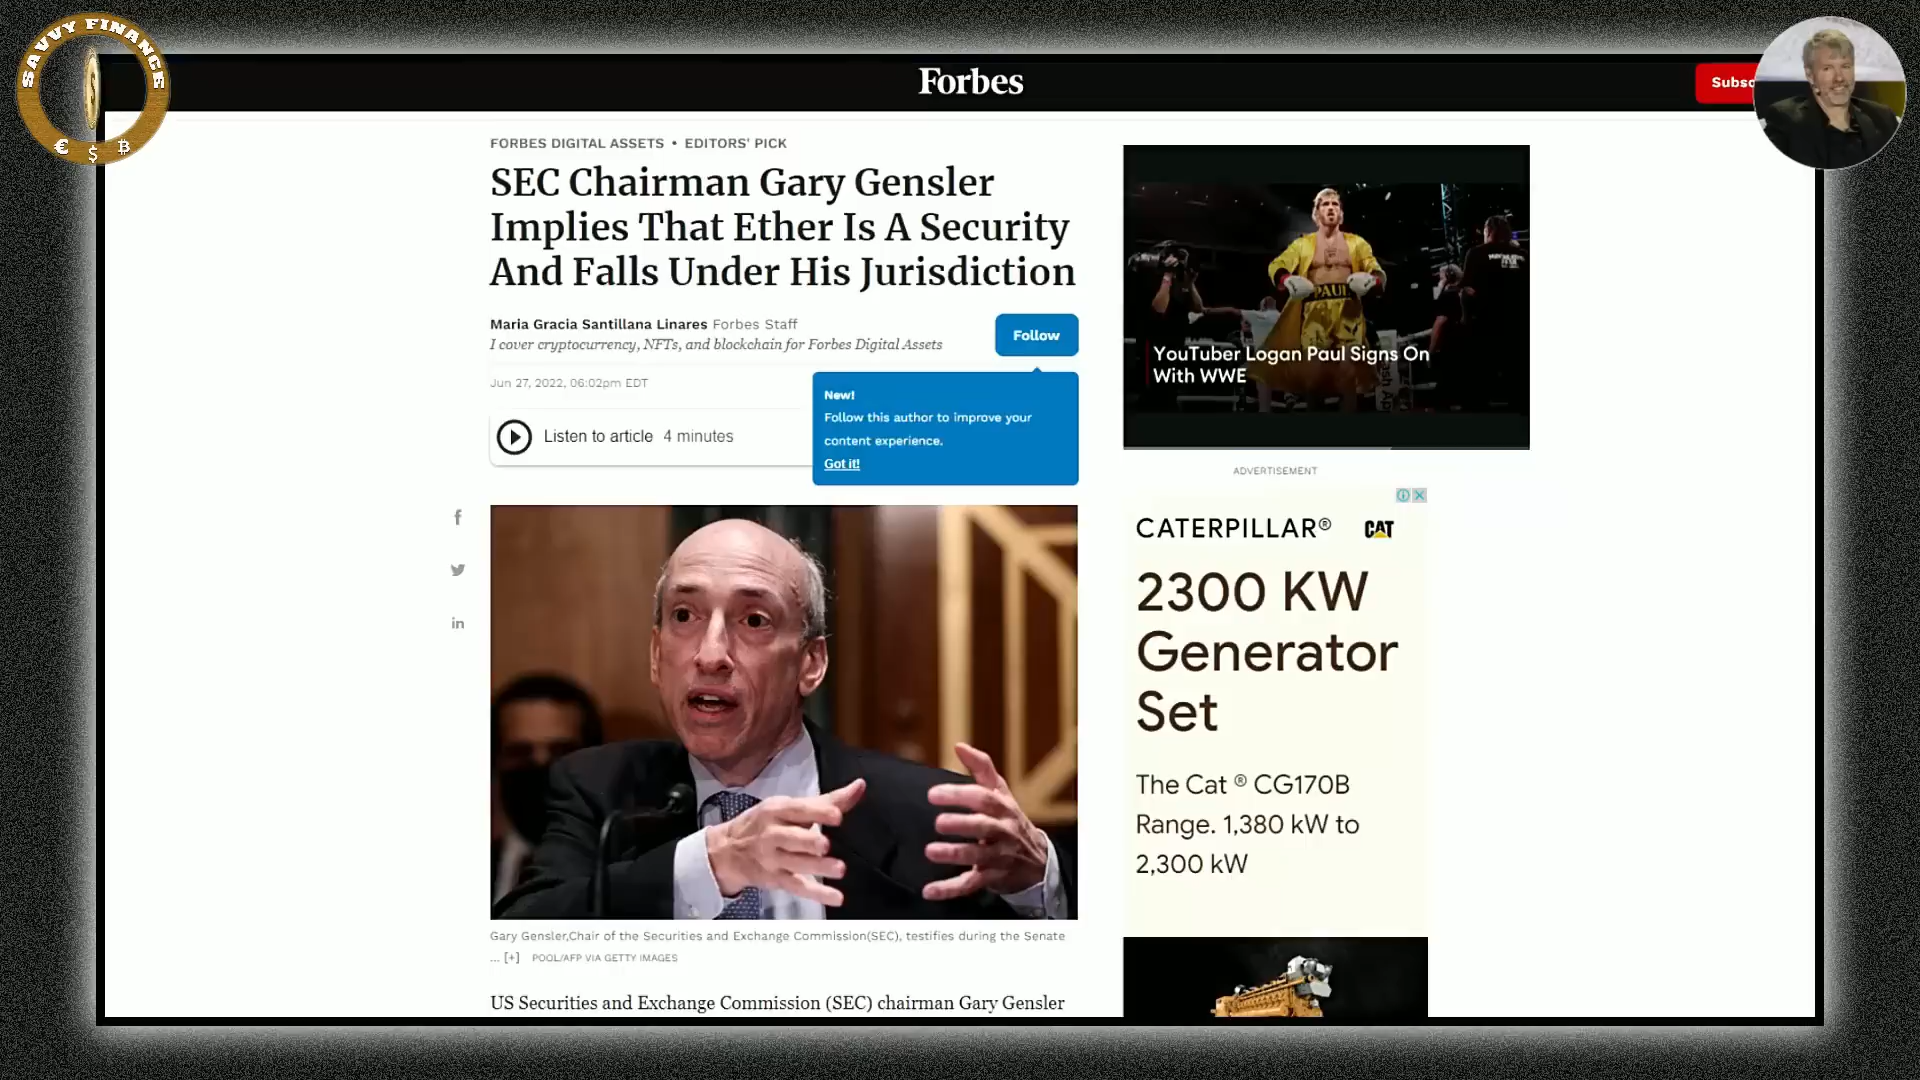 SAVVY FINANCE
€ $ ₿
Forbes
Subsc
FORBES DIGITAL ASSETS • EDITORS' PICK
SEC Chairman Gary Gensler
Implies That Ether Is A Security
And Falls Under His Jurisdiction
Maria Gracia Santillana Linares Forbes Staff
I cover cryptocurrency, NFTs, and blockchain for Forbes Digital Assets
Follow
Jun 27, 2022, 06:02pm EDT
New!
Follow this author to improve your
content experience.
Got it!
Listen to article 4 minutes
f
in
Gary Gensler,Chair of the Securities and Exchange Commission(SEC), testifies during the Senate
... [+] POOL/AFP VIA GETTY IMAGES
US Securities and Exchange Commission (SEC) chairman Gary Gensler
PAUL
YouTuber Logan Paul Signs On
With WWE
ADVERTISEMENT
CATERPILLAR® CAT
2300 KW
Generator
Set
The Cat ® CG170B
Range. 1,380 kW to
2,300 kW